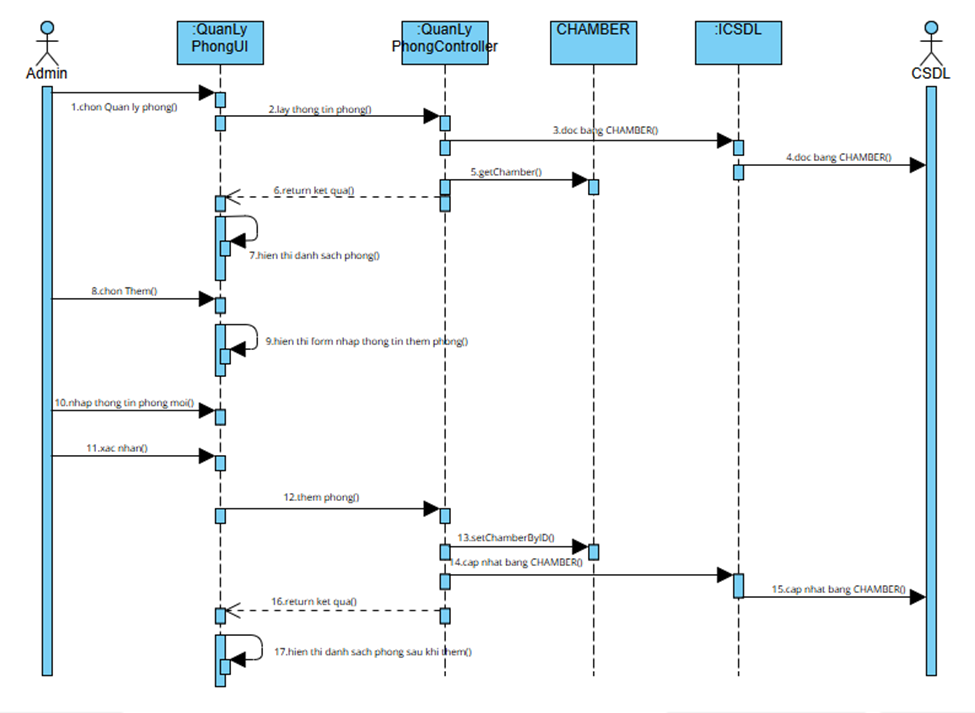 :QuanLy
PhongUI
:QuanLy
PhongController
CHAMBER
:ICSDL
Admin
CSDL
1.chon Quan ly phong()
2.lay thong tin phong()
3.doc bang CHAMBER()
4.doc bang CHAMBER()
5.getChamber()
6.return ket qua()
7.hien thi danh sach phong()
8.chon Them()
9.hien thi form nhap thong tin them phong()
10.nhap thong tin phong moi()
11.xac nhan()
12.them phong()
13.setChamberByID()
14.cap nhat bang CHAMBER()
15.cap nhat bang CHAMBER()
16.return ket qua()
17.hien thi danh sach phong sau khi them()